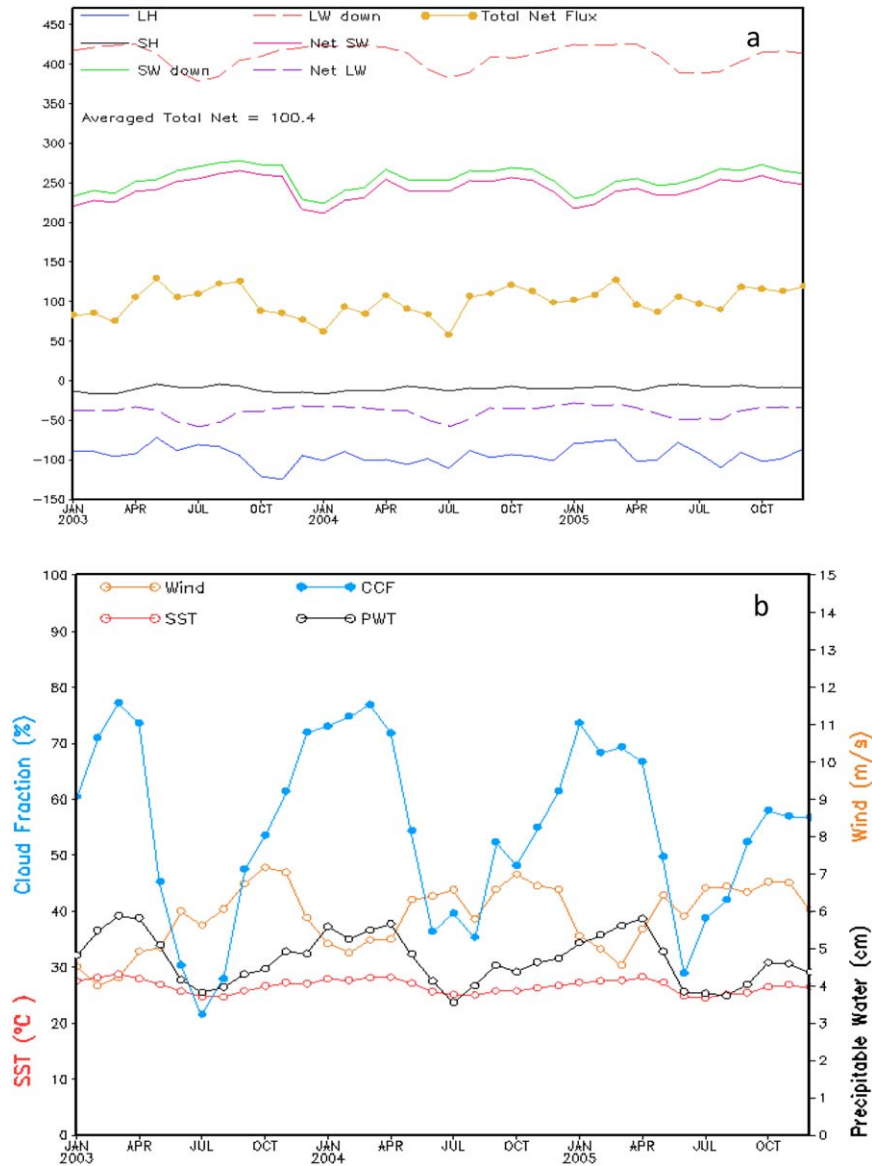 LH LW down Total Net Flux
SH Net SW
SW down Net LW
a
Averaged Total Net = 100.4
450
400
350
300
250
200
150
100
50
0
-50
-100
-150
JAN APR JUL OCT JAN APR JUL OCT JAN APR JUL OCT
2003 2004 2005
Wind CCF
SST PWT
b
100
90
80
70
60
50
40
30
20
10
0
Cloud Fraction (%)
SST (ºC )
15
14
13
12
11
10
9
8
7
6
5
4
3
2
1
0
Wind (m/s)
Precipitable Water (cm)
JAN APR JUL OCT JAN APR JUL OCT JAN APR JUL OCT
2003 2004 2005